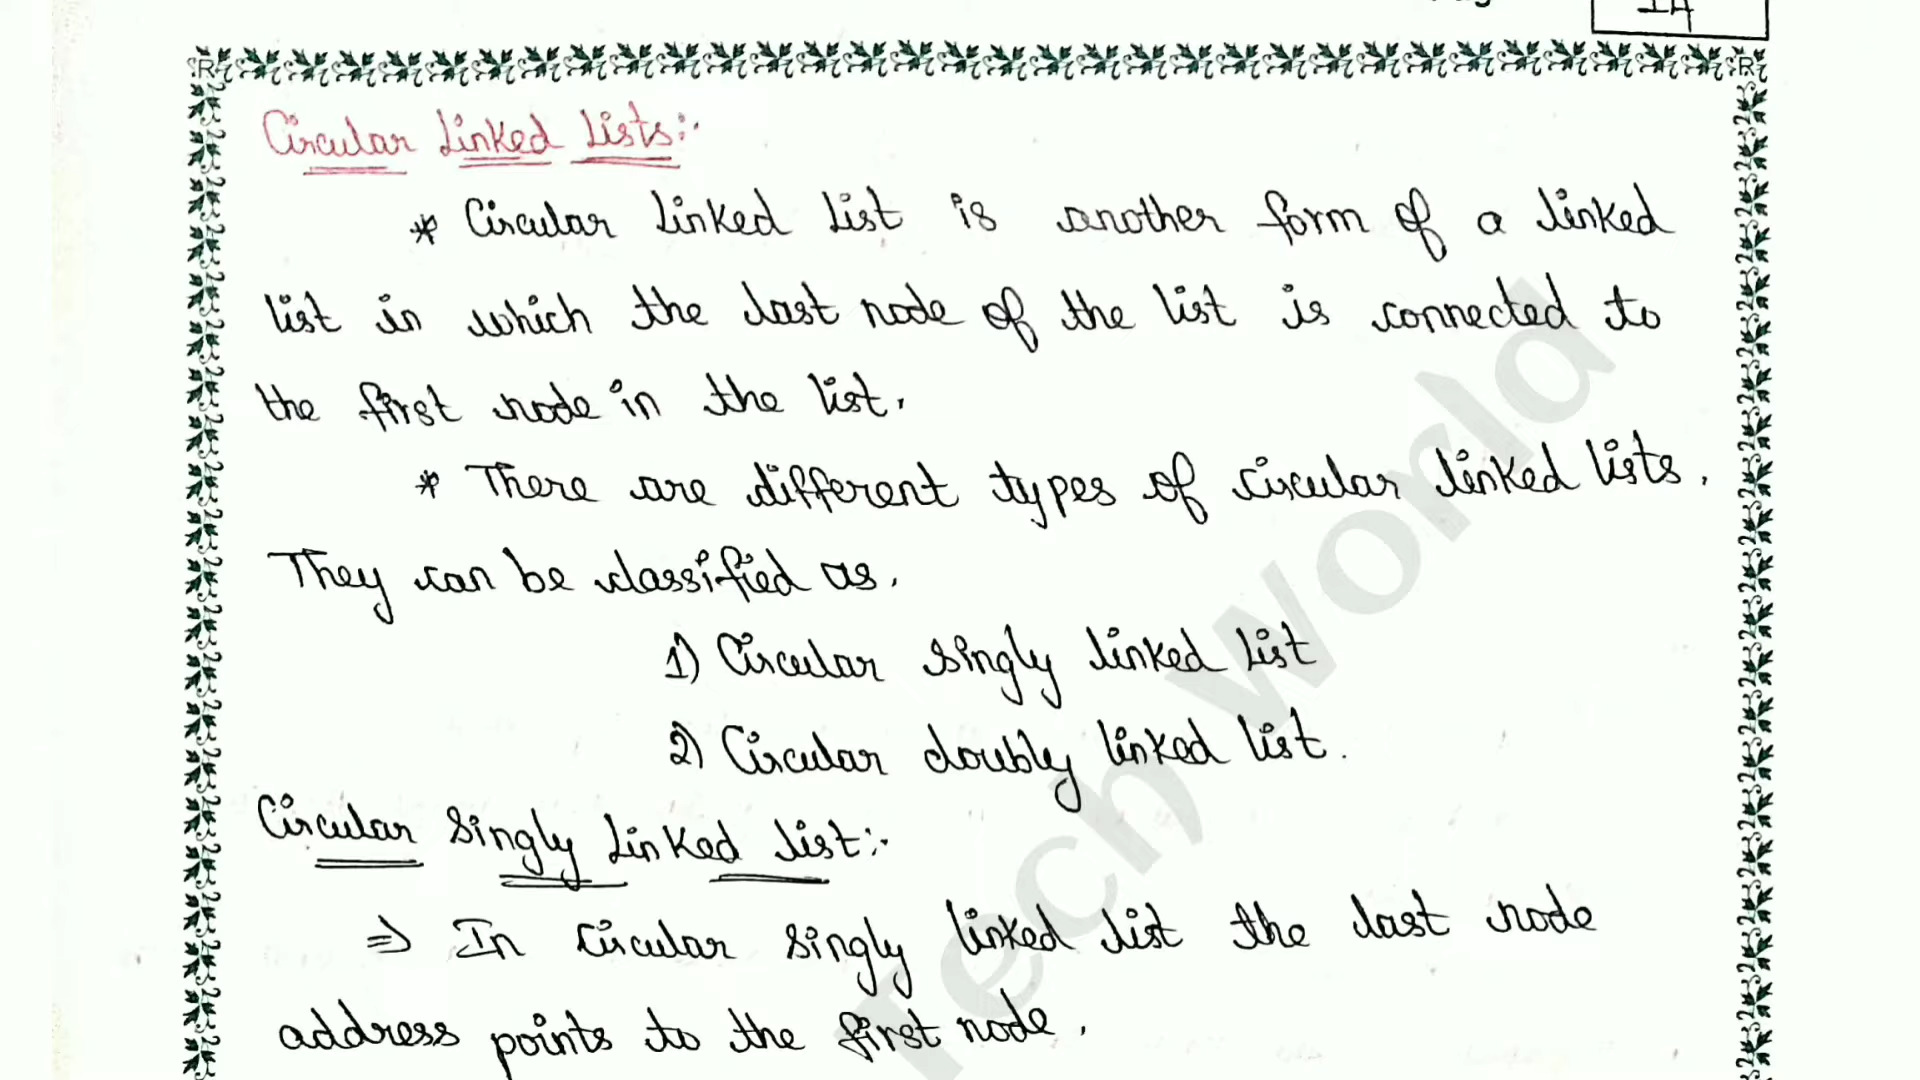 14
Circular Linked Lists:-
* Circular Linked List is another form of a linked
list in which the last node of the list is connected to
the first node in the list.
* There are different types of circular linked lists.
They can be classified as.
1) Circular singly linked list
2) Circular doubly linked list.
Circular Singly Linked list:-
⇒ In circular singly linked list the last node
address points to the first node.
Tech World